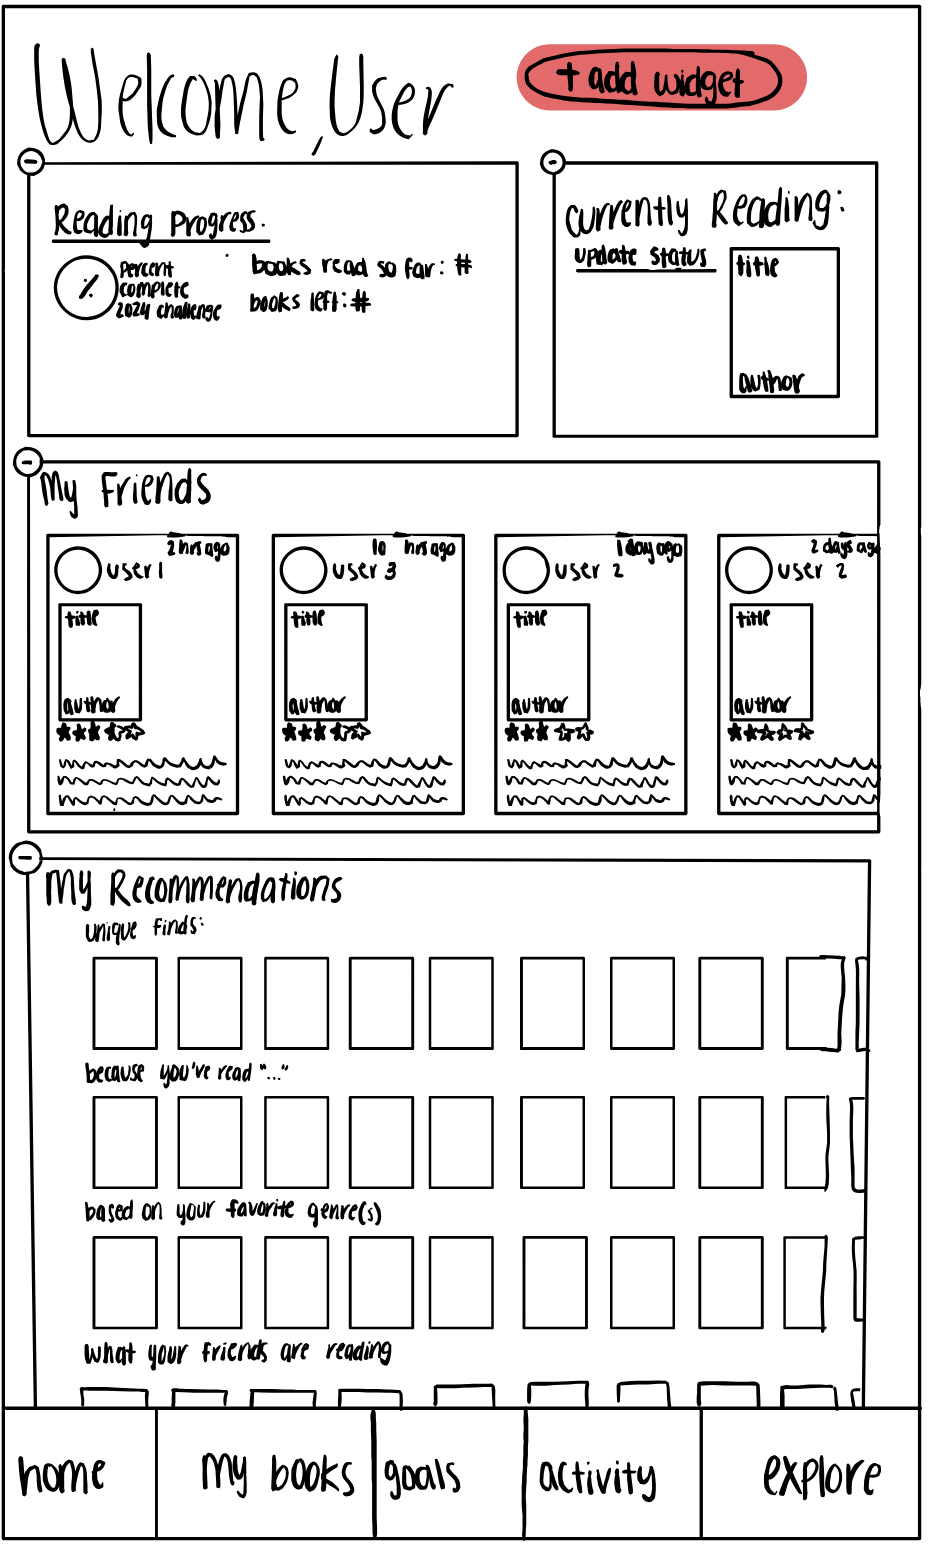 Welcome, User
+ add widget
Reading Progress.
%
percent
complete
2024 challenge
books read so far: #
books left: #
Currently Reading:
update status
title
author
My Friends
2 hrs ago
user 1
title
author
10 hrs ago
user 3
title
author
1 day ago
user 2
title
author
2 days ago
user 2
title
author
My Recommendations
unique finds:
because you've read "..."
based on your favorite genre(s)
what your friends are reading
home
my books
goals
activity
explore